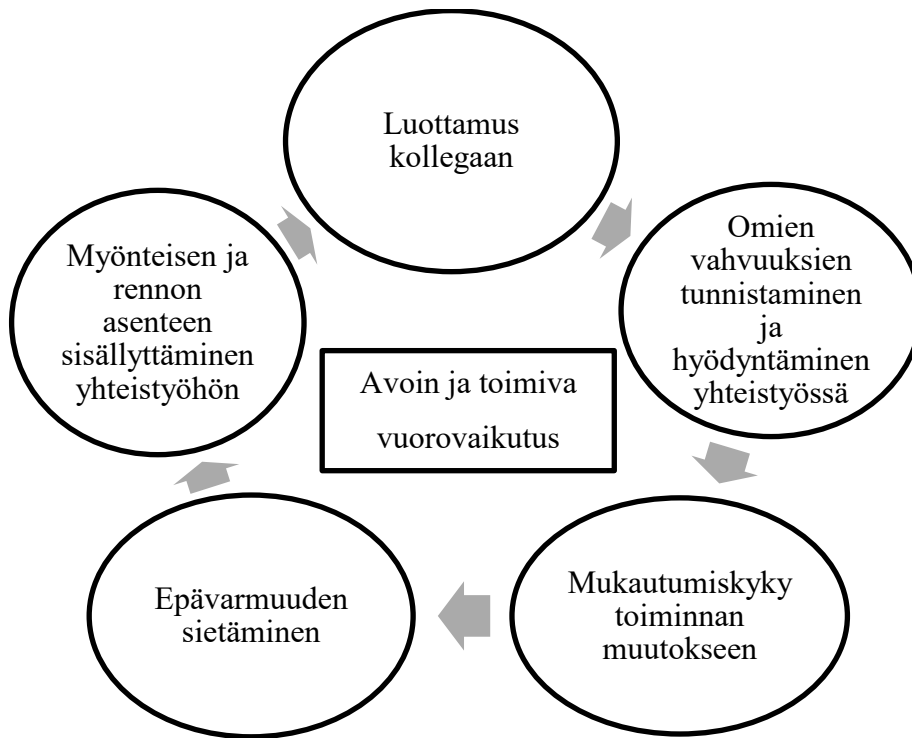 Luottamus
kollegaan
Omien
vahvuuksien
tunnistaminen
ja
hyödyntäminen
yhteistyössä
Mukautumiskyky
toiminnan
muutokseen
Epävarmuuden
sietäminen
Myönteisen ja
rennon
asenteen
sisällyttäminen
yhteistyöhön
Avoin ja toimiva
vuorovaikutus